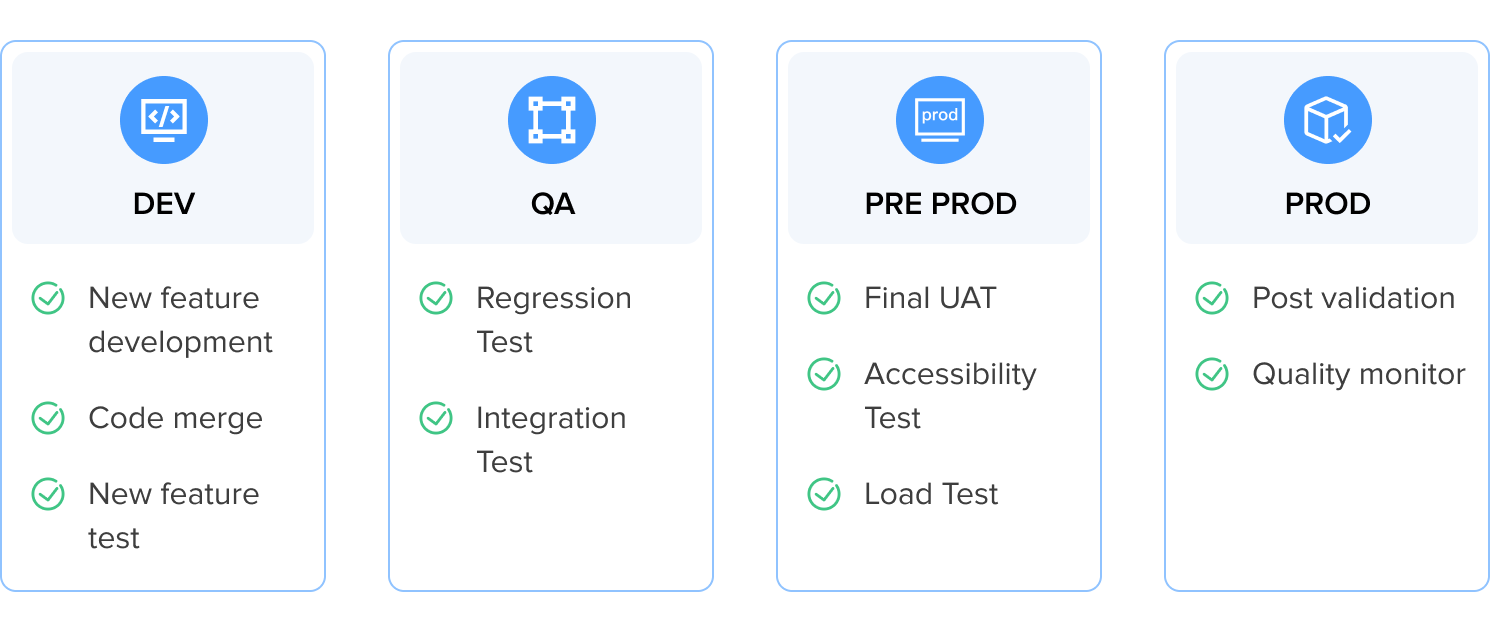 DEV
New feature
development
Code merge
New feature
test
QA
Regression
Test
Integration
Test
prod
PRE PROD
Final UAT
Accessibility
Test
Load Test
PROD
Post validation
Quality monitor